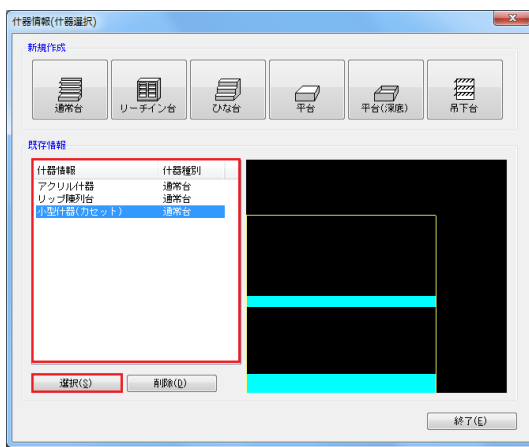 什器情報(什器選択)
新規作成
通常台 リーチイン台 ひな台 平台 平台(深底) 吊下台
既存情報
什器情報 什器種別
アクリル什器 通常台
リップ陳列台 通常台
小型什器(カセット) 通常台
選択(S) 削除(D)
終了(E)